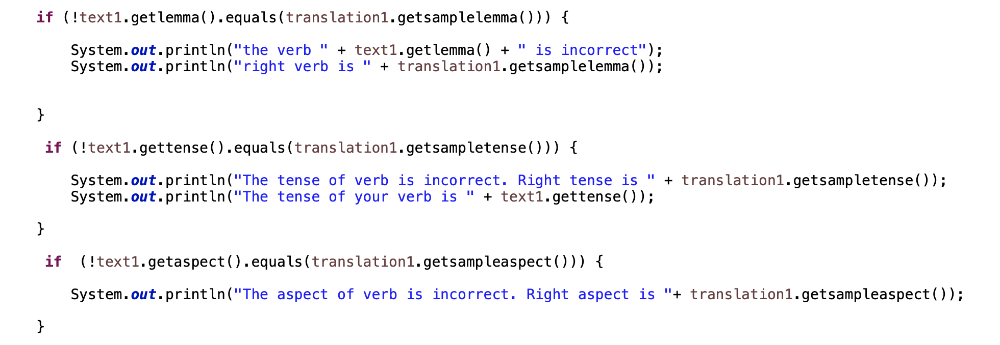 if (!text1.getlemma().equals(translation1.getsamplelemma())) {
System.out.println("the verb " + text1.getlemma() + " is incorrect");
System.out.println("right verb is " + translation1.getsamplelemma());
}
if (!text1.gettense().equals(translation1.getsampletense())) {
System.out.println("The tense of verb is incorrect. Right tense is " + translation1.getsampletense());
System.out.println("The tense of your verb is " + text1.gettense());
}
if  (!text1.getaspect().equals(translation1.getsampleaspect())) {
System.out.println("The aspect of verb is incorrect. Right aspect is "+ translation1.getsampleaspect());
}